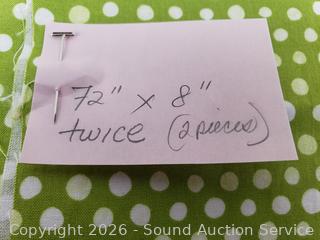 72" x 8"
twice (2 pieces)
Copyright 2026 - Sound Auction Service